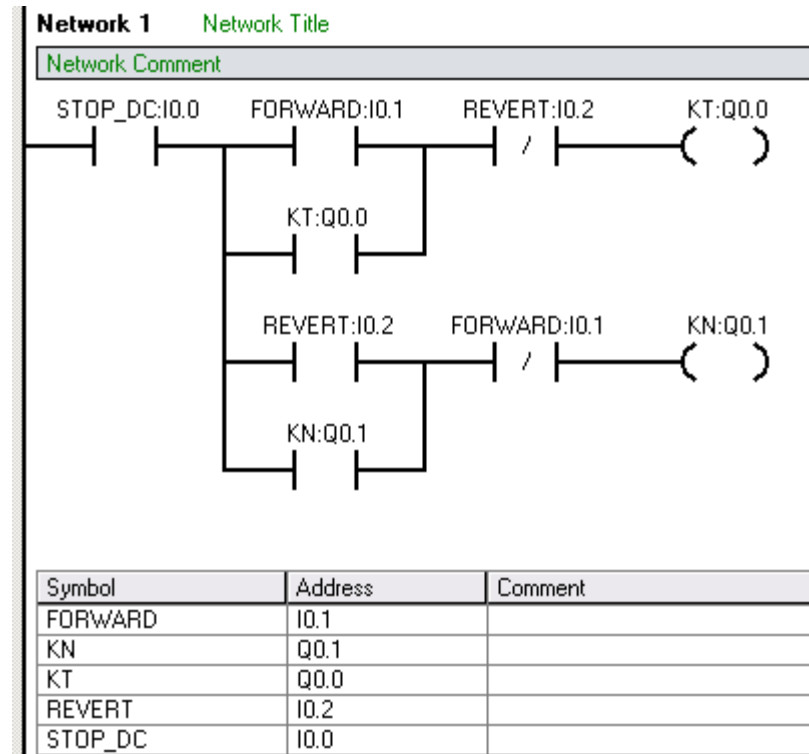 Network 1 Network Title
Network Comment
STOP_DC:I0.0 FORWARD:I0.1 REVERT:I0.2 KT:Q0.0
KT:Q0.0
REVERT:I0.2 FORWARD:I0.1 KN:Q0.1
KN:Q0.1
Symbol Address Comment
FORWARD I0.1
KN Q0.1
KT Q0.0
REVERT I0.2
STOP_DC I0.0